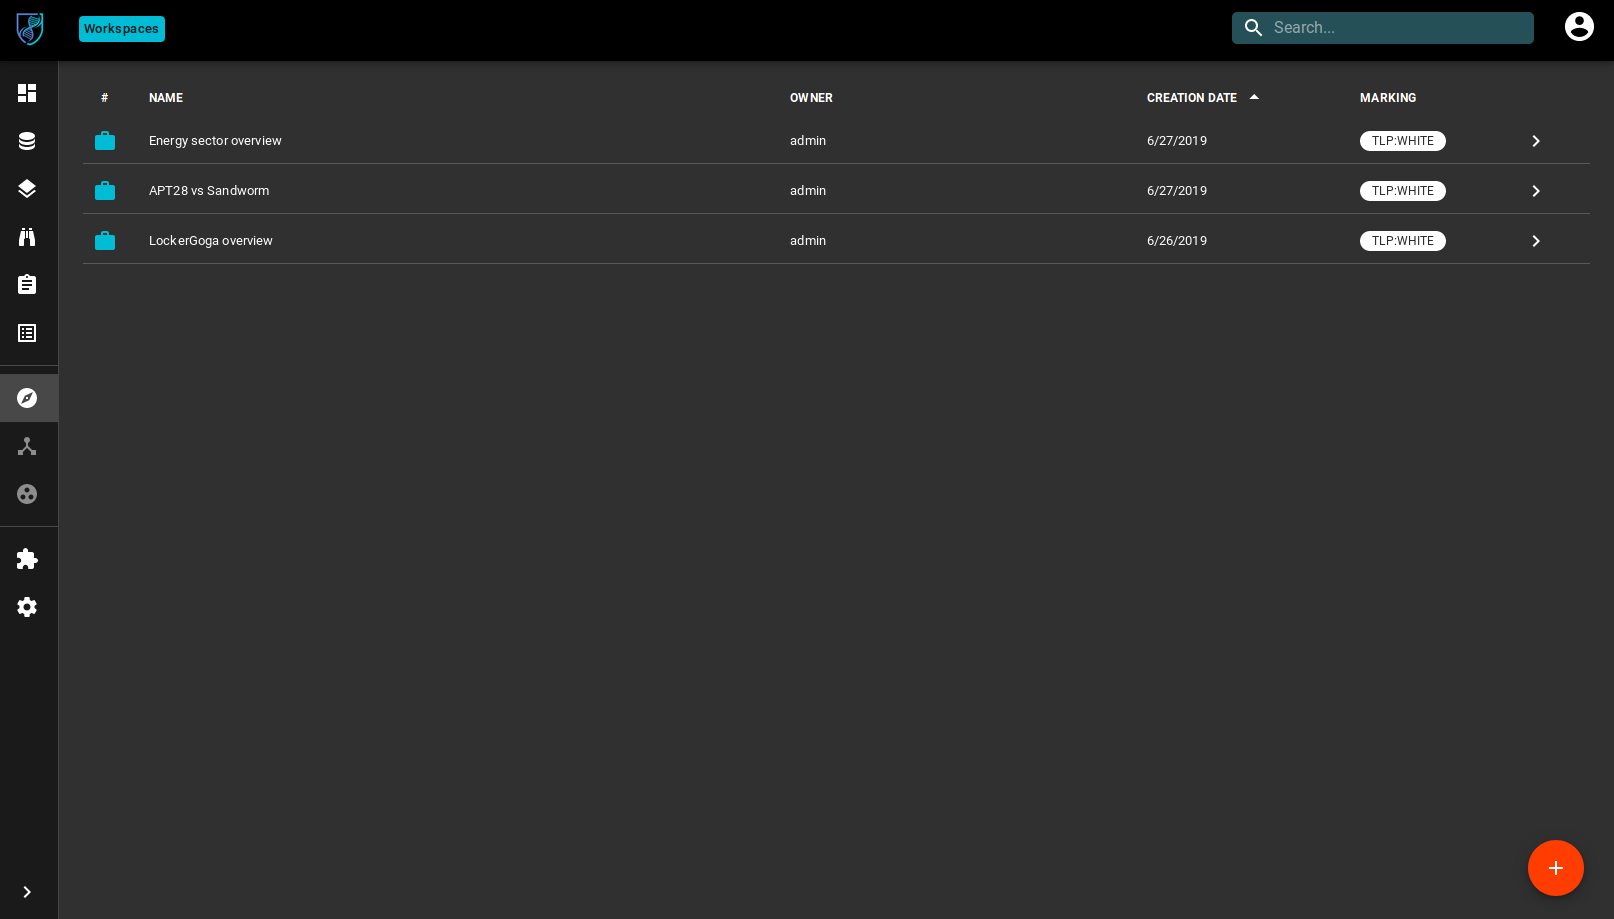 Workspaces
Search...
# NAME OWNER CREATION DATE MARKING
Energy sector overview admin 6/27/2019 TLP:WHITE
APT28 vs Sandworm admin 6/27/2019 TLP:WHITE
LockerGoga overview admin 6/26/2019 TLP:WHITE